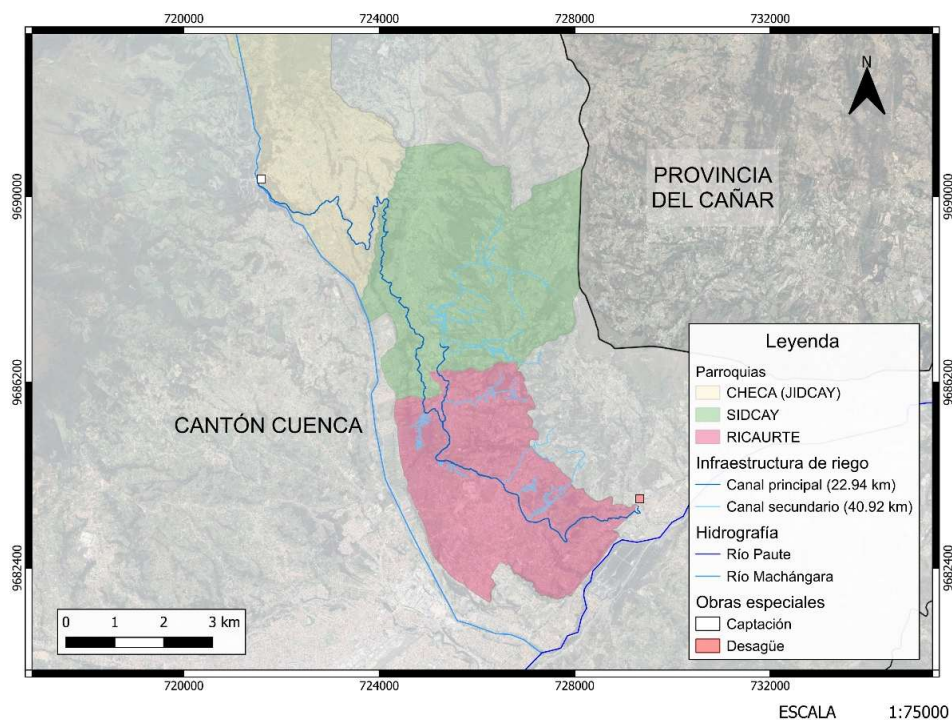 720000 724000 728000 732000
N
9690000 9690000
PROVINCIA
DEL CAÑAR
Leyenda
Parroquias
CHECA (JIDCAY)
SIDCAY
RICAURTE
Infraestructura de riego
Canal principal (22.94 km)
Canal secundario (40.92 km)
Hidrografía
Río Paute
Río Machángara
Obras especiales
Captación
Desagüe
9686200 9686200
CANTÓN CUENCA
9682400 9682400
0 1 2 3 km
720000 724000 728000 732000
ESCALA 1:75000